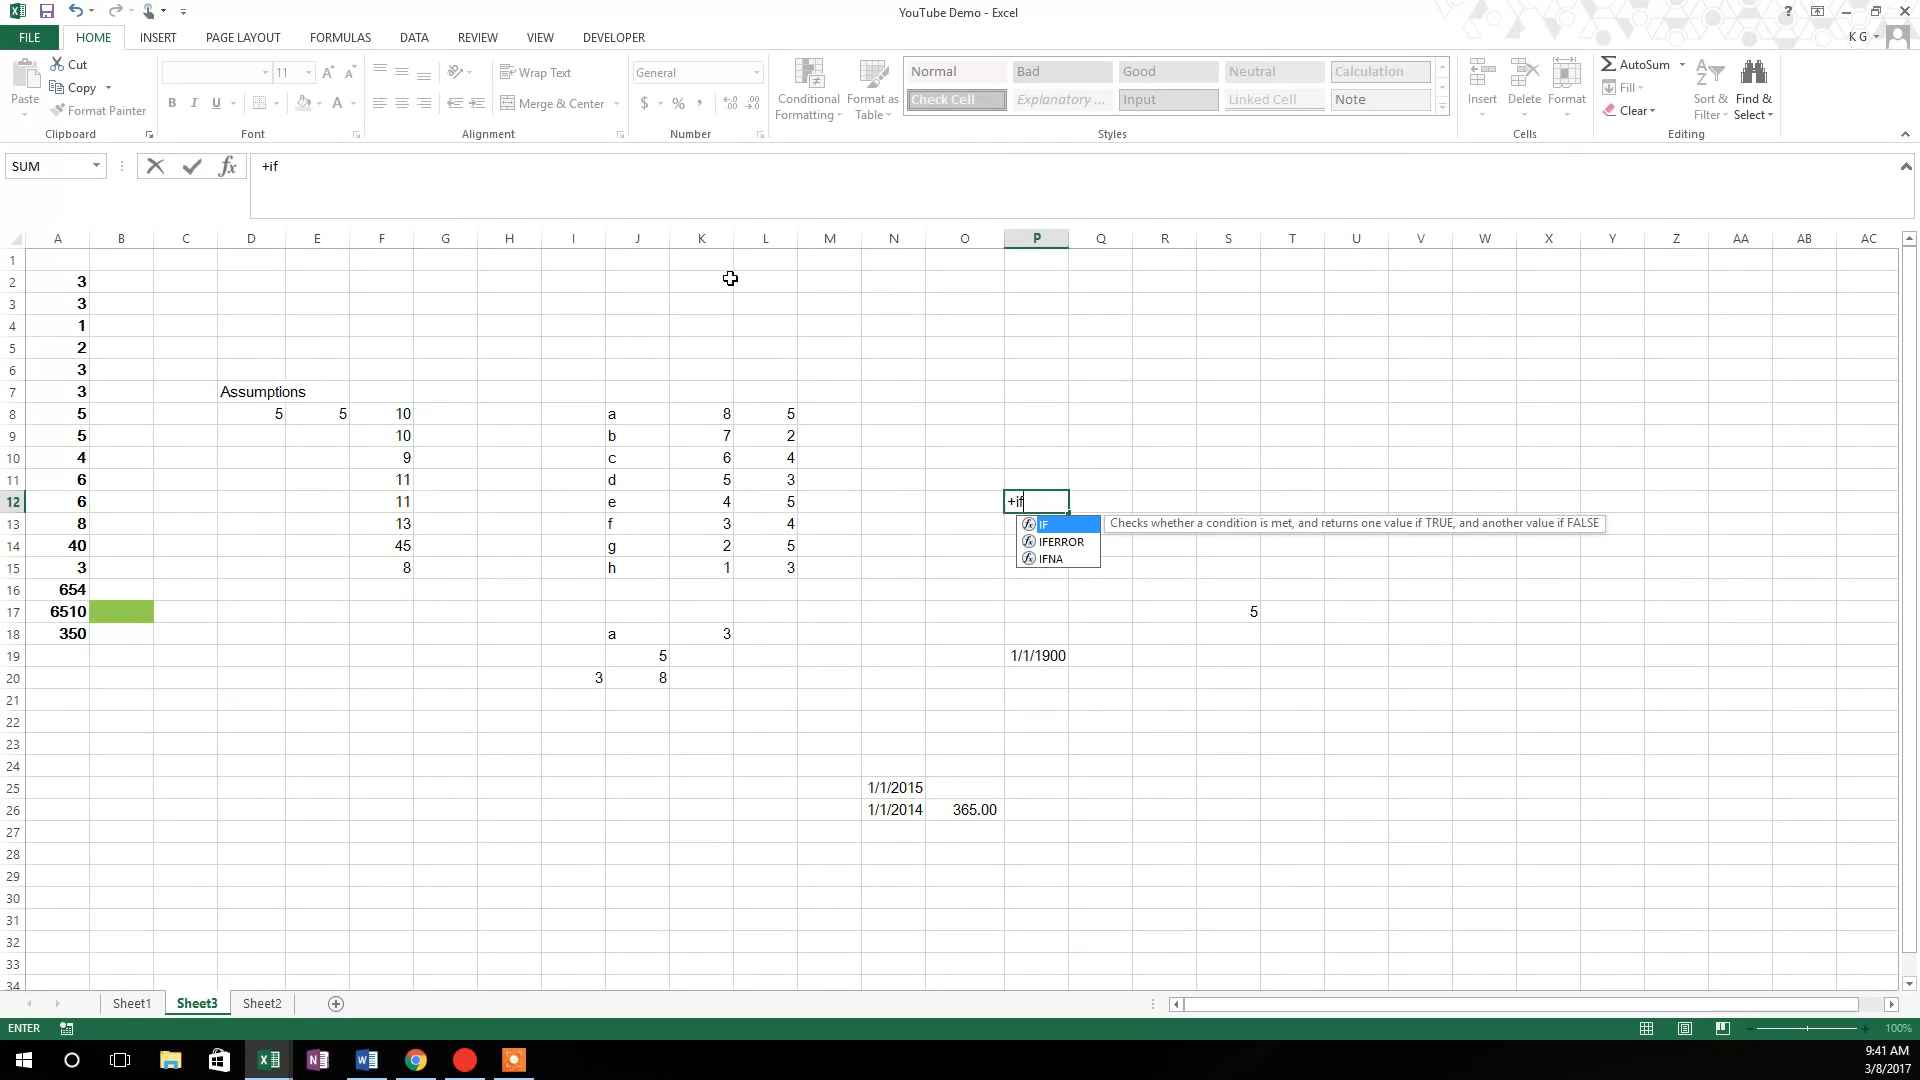 YouTube Demo - Excel
FILE HOME INSERT PAGE LAYOUT FORMULAS DATA REVIEW VIEW DEVELOPER K G
Paste Cut Copy Format Painter
11 Wrap Text Merge & Center
General $ % ,
Conditional Formatting Format as Table
Normal Bad Good Neutral Calculation
Check Cell Explanatory ... Input Linked Cell Note
Insert Delete Format
AutoSum Fill Clear Sort & Filter Find & Select
Clipboard Font Alignment Number Styles Cells Editing
SUM +if
A B C D E F G H I J K L M N O P Q R S T U V W X Y Z AA AB AC
1
2 3
3 3
4 1
5 2
6 3
7 3 Assumptions
8 5 5 5 10 a 8 5
9 5 10 b 7 2
10 4 9 c 6 4
11 6 11 d 5 3
12 6 11 e 4 5 +if
13 8 13 f 3 4 IF Checks whether a condition is met, and returns one value if TRUE, and another value if FALSE
14 40 45 g 2 5 IFERROR
15 3 8 h 1 3 IFNA
16 654
17 6510 5
18 350 a 3
19 5 1/1/1900
20 3 8
21
22
23
24
25 1/1/2015
26 1/1/2014 365.00
27
28
29
30
31
32
33
34
Sheet1 Sheet3 Sheet2
ENTER 100%
9:41 AM
3/8/2017